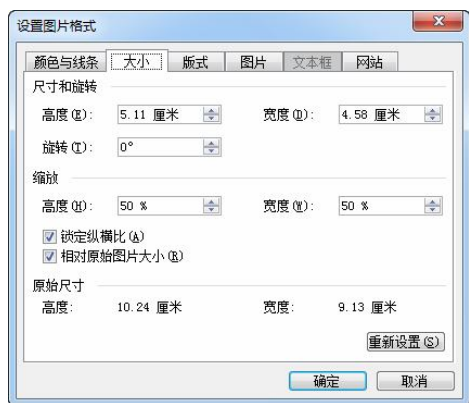 设置图片格式
颜色与线条 大小 版式 图片 文本框 网站
尺寸和旋转
高度(E): 5.11 厘米 宽度(D): 4.58 厘米
旋转(T): 0°
缩放
高度(H): 50 % 宽度(W): 50 %
锁定纵横比(A)
相对原始图片大小(R)
原始尺寸
高度: 10.24 厘米 宽度: 9.13 厘米
重新设置(S)
确定 取消